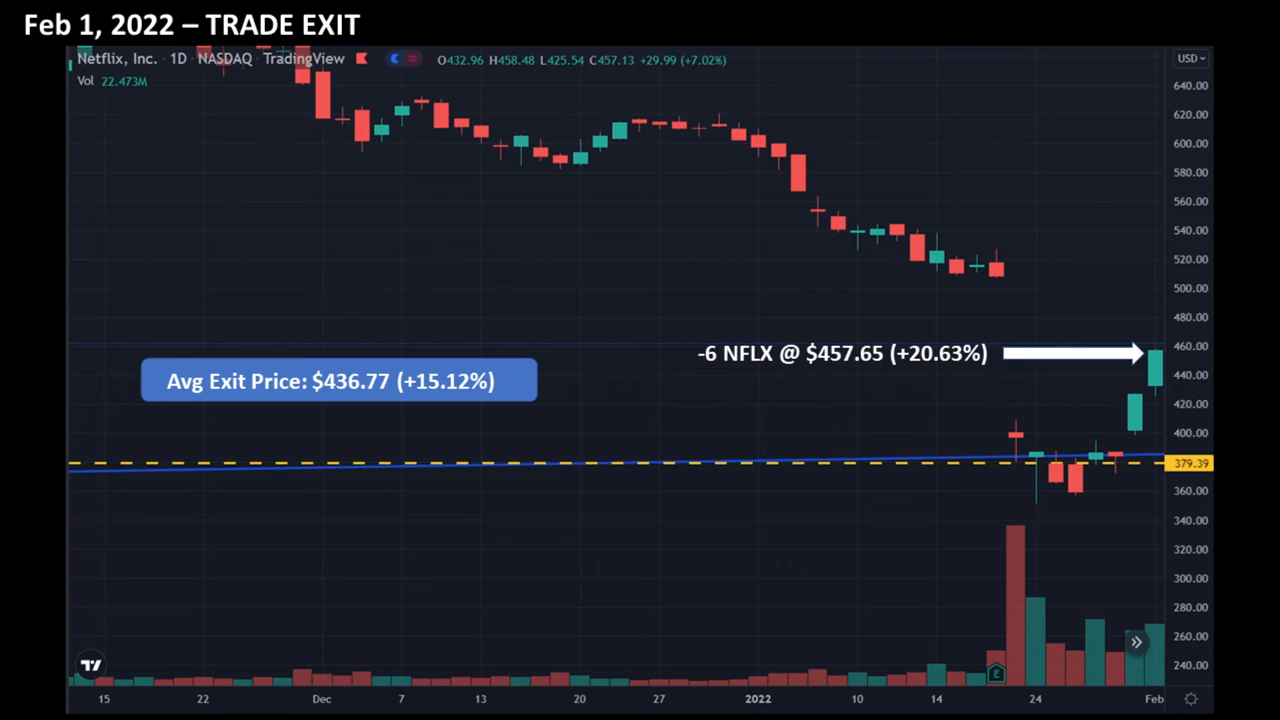 Feb 1, 2022 – TRADE EXIT
Netflix, Inc. · 1D · NASDAQ · TradingView
O432.96 H458.48 L425.54 C457.13 +29.99 (+7.02%)
USD
Vol 22.473M
640.00
620.00
600.00
580.00
560.00
540.00
520.00
500.00
480.00
460.00
-6 NFLX @ $457.65 (+20.63%)
440.00
Avg Exit Price: $436.77 (+15.12%)
420.00
400.00
379.39
360.00
340.00
320.00
300.00
280.00
260.00
240.00
E
15 22 Dec 7 13 20 27 2022 10 14 24 Feb